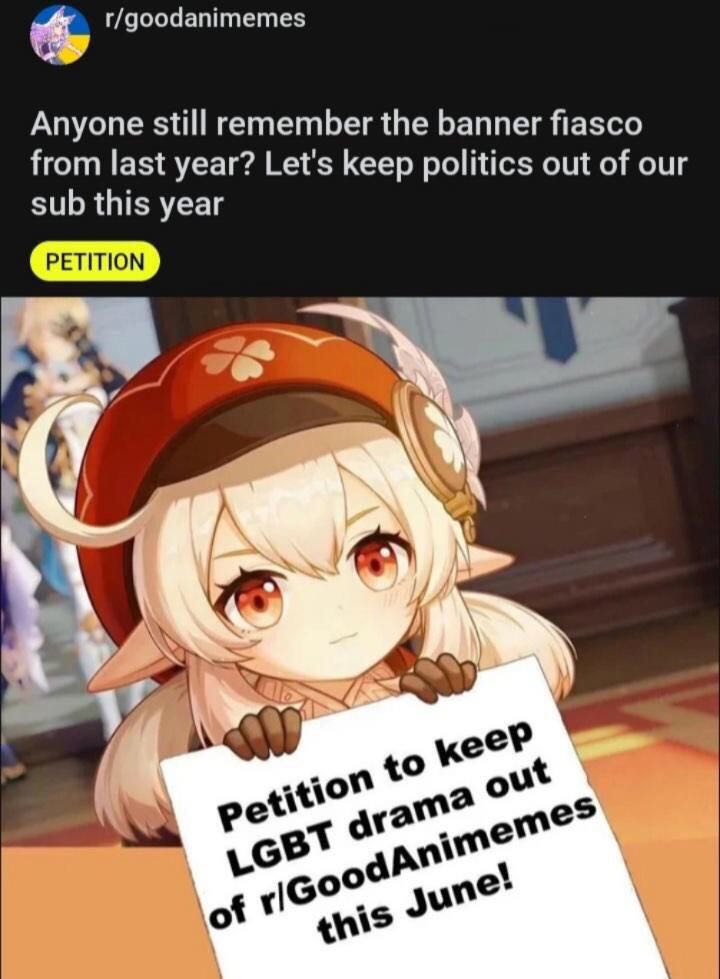 r/goodanimemes
Anyone still remember the banner fiasco
from last year? Let's keep politics out of our
sub this year
PETITION
Petition to keep
LGBT drama out
of r/GoodAnimemes
this June!